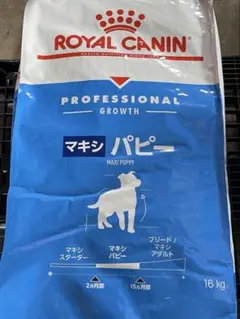 ROYAL CANIN
PROFESSIONAL
GROWTH
マキシ パピー
MAXI PUPPY
マキシ
スターター
マキシ
パピー
ブリード/マキシ
アダルト
2ヵ月齢
15ヵ月齢
16 kg